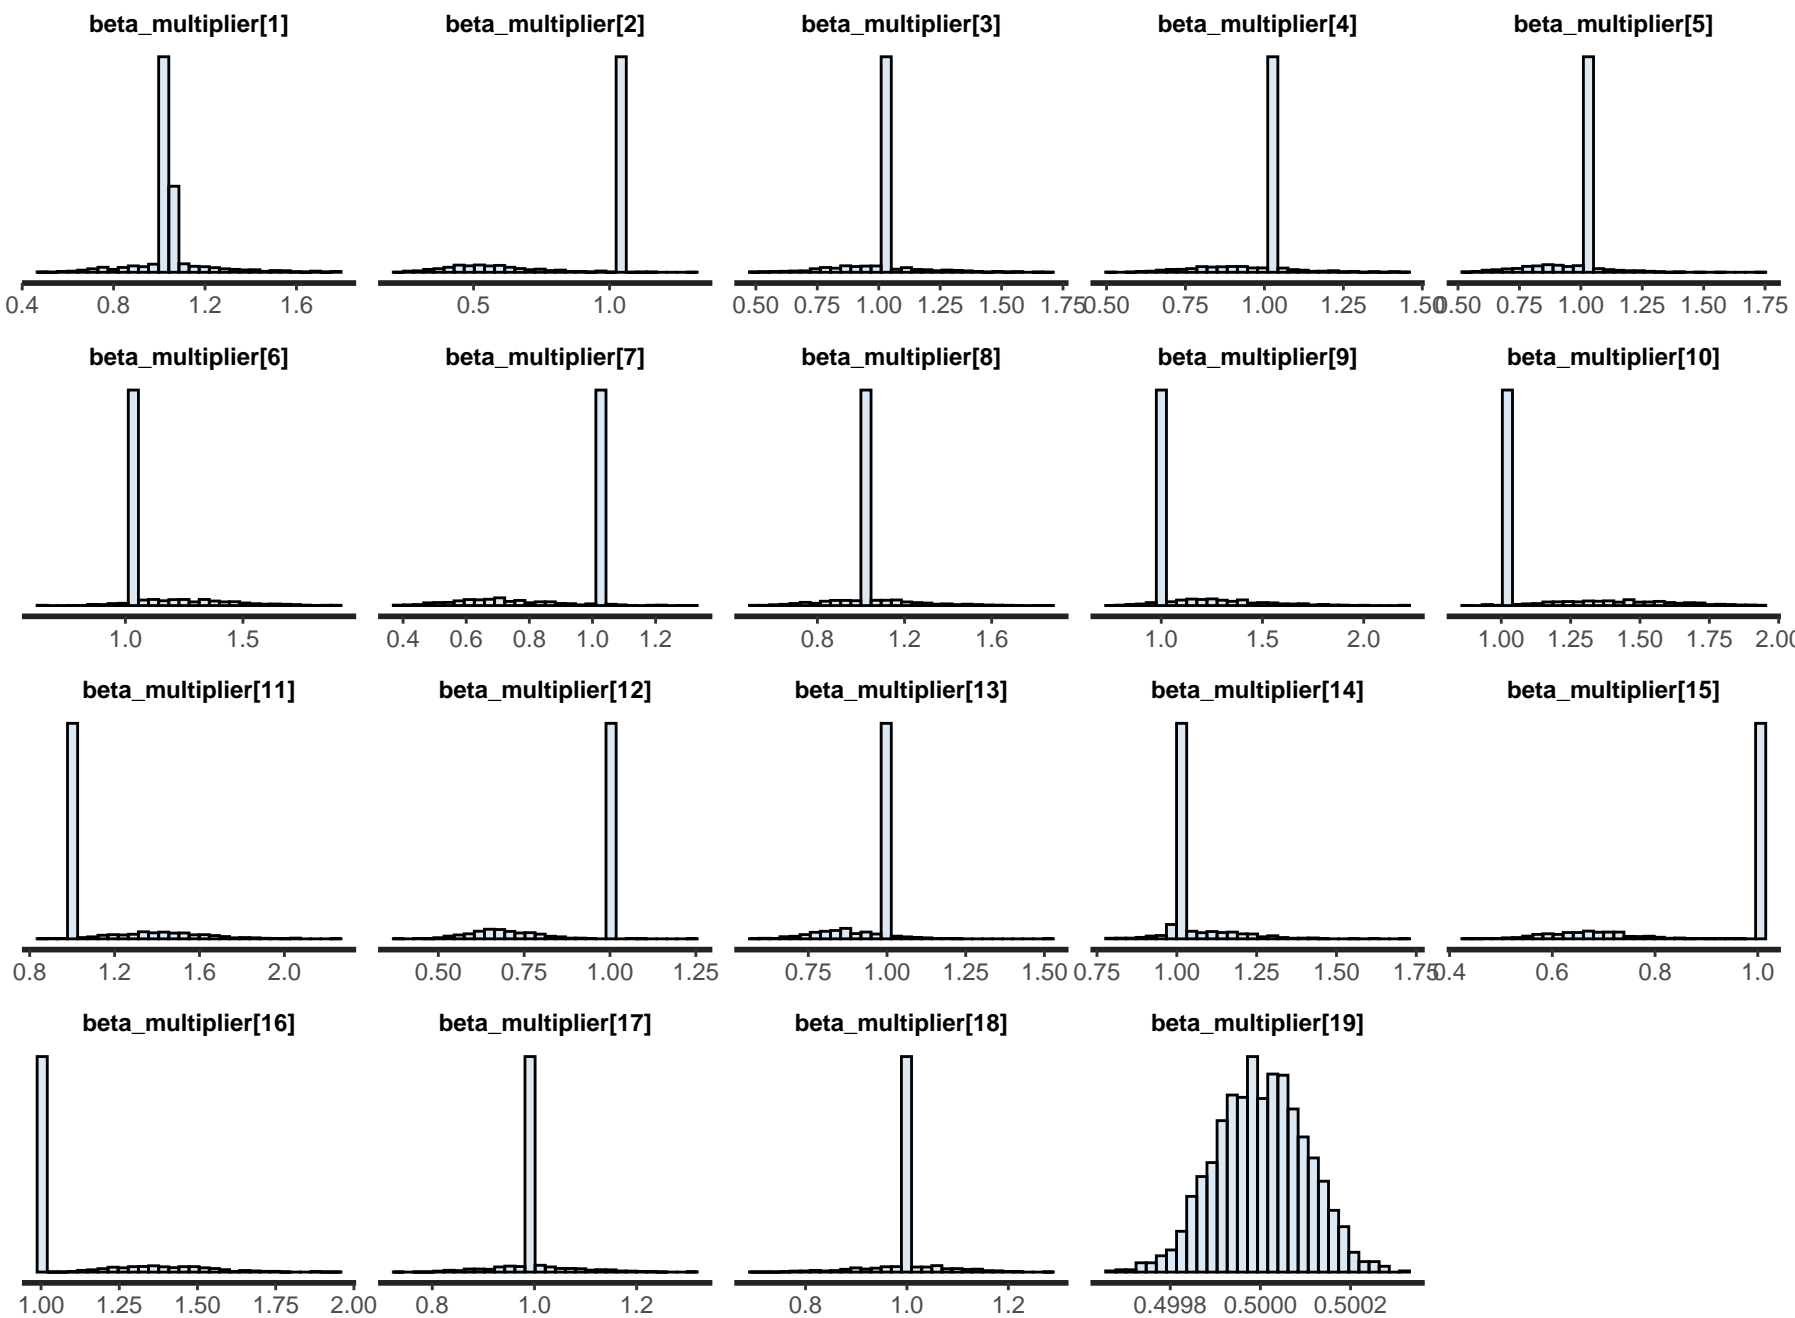 beta_multiplier[1] beta_multiplier[2] beta_multiplier[3] beta_multiplier[4] beta_multiplier[5]
0.4 0.8 1.2 1.6 0.5 1.0 0.50 0.75 1.00 1.25 1.50 1.75 0.50 0.75 1.00 1.25 1.50 0.50 0.75 1.00 1.25 1.50 1.75
beta_multiplier[6] beta_multiplier[7] beta_multiplier[8] beta_multiplier[9] beta_multiplier[10]
1.0 1.5 0.4 0.6 0.8 1.0 1.2 0.8 1.2 1.6 1.0 1.5 2.0 1.00 1.25 1.50 1.75 2.00
beta_multiplier[11] beta_multiplier[12] beta_multiplier[13] beta_multiplier[14] beta_multiplier[15]
0.8 1.2 1.6 2.0 0.50 0.75 1.00 1.25 0.75 1.00 1.25 1.50 0.75 1.00 1.25 1.50 1.75 0.4 0.6 0.8 1.0
beta_multiplier[16] beta_multiplier[17] beta_multiplier[18] beta_multiplier[19]
1.00 1.25 1.50 1.75 2.00 0.8 1.0 1.2 0.8 1.0 1.2 0.4998 0.5000 0.5002